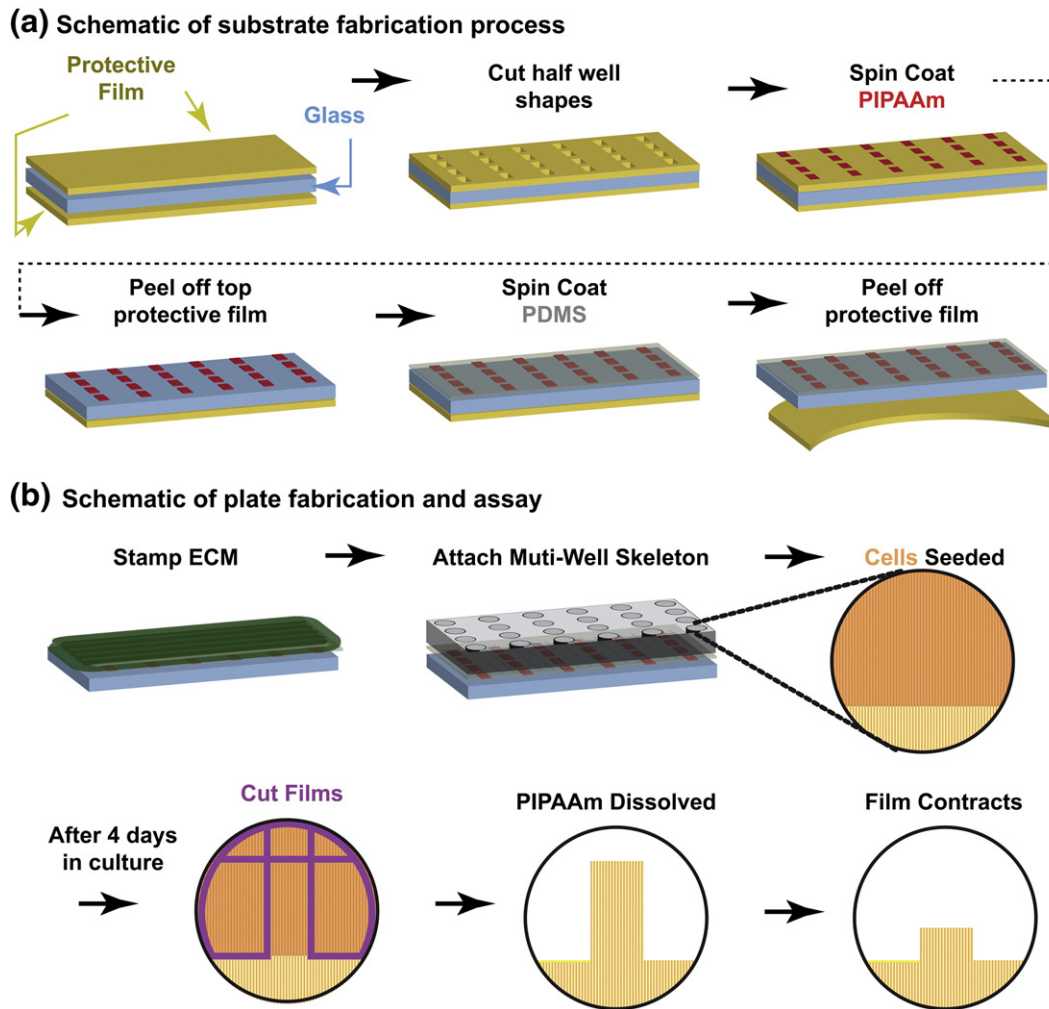 (a) Schematic of substrate fabrication process
Protective
Film
Glass
Cut half well
shapes
Spin Coat
PIPAAm
Peel off top
protective film
Spin Coat
PDMS
Peel off
protective film
(b) Schematic of plate fabrication and assay
Stamp ECM
Attach Muti-Well Skeleton
Cells Seeded
After 4 days
in culture
Cut Films
PIPAAm Dissolved
Film Contracts